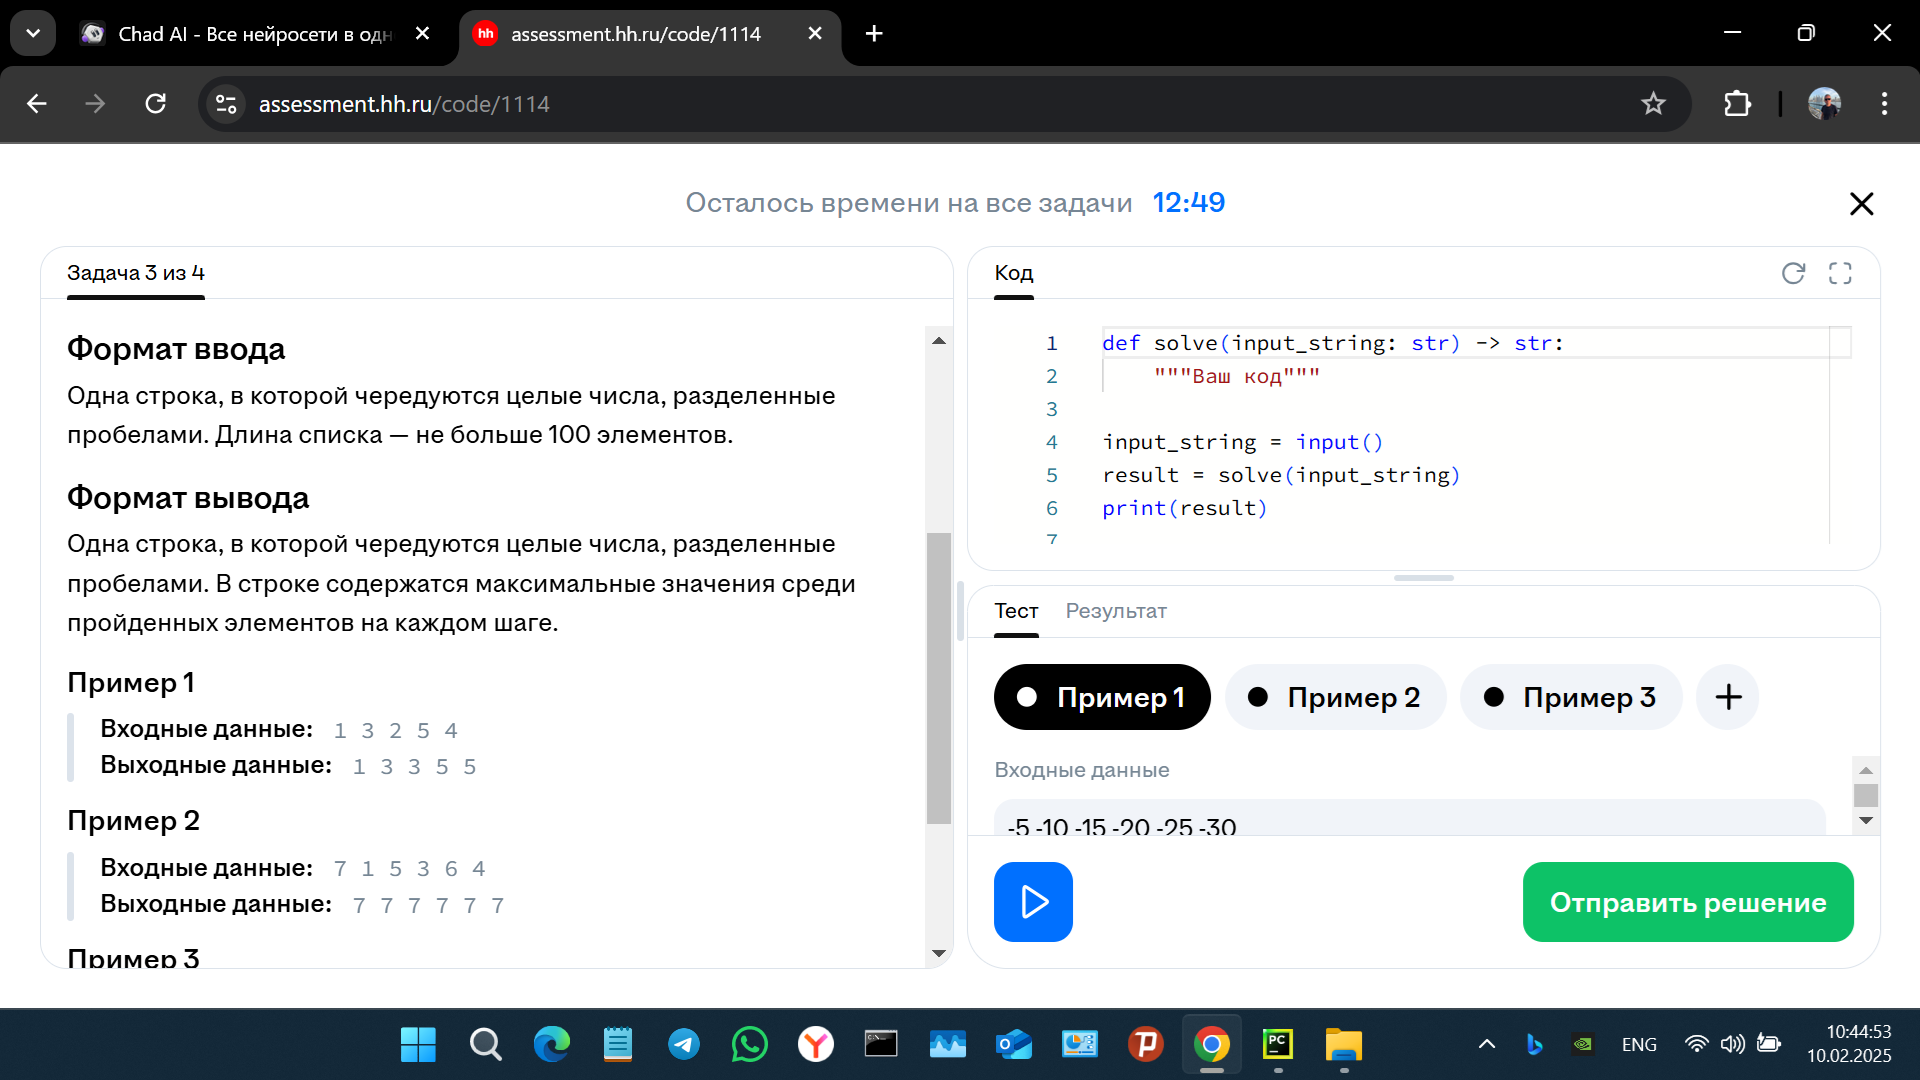 Chad AI - Все нейросети в одн
hh
assessment.hh.ru/code/1114
assessment.hh.ru/code/1114
Осталось времени на все задачи 12:49
Задача 3 из 4
Формат ввода
Одна строка, в которой чередуются целые числа, разделенные
пробелами. Длина списка — не больше 100 элементов.
Формат вывода
Одна строка, в которой чередуются целые числа, разделенные
пробелами. В строке содержатся максимальные значения среди
пройденных элементов на каждом шаге.
Пример 1
Входные данные: 1 3 2 5 4
Выходные данные: 1 3 3 5 5
Пример 2
Входные данные: 7 1 5 3 6 4
Выходные данные: 7 7 7 7 7 7
Пример 3
Код
1 def solve(input_string: str) -> str:
2 """Ваш код"""
3
4 input_string = input()
5 result = solve(input_string)
6 print(result)
7
Тест Результат
Пример 1 Пример 2 Пример 3 +
Входные данные
-5 -10 -15 -20 -25 -30
Отправить решение
PC
ENG
10:44:53
10.02.2025